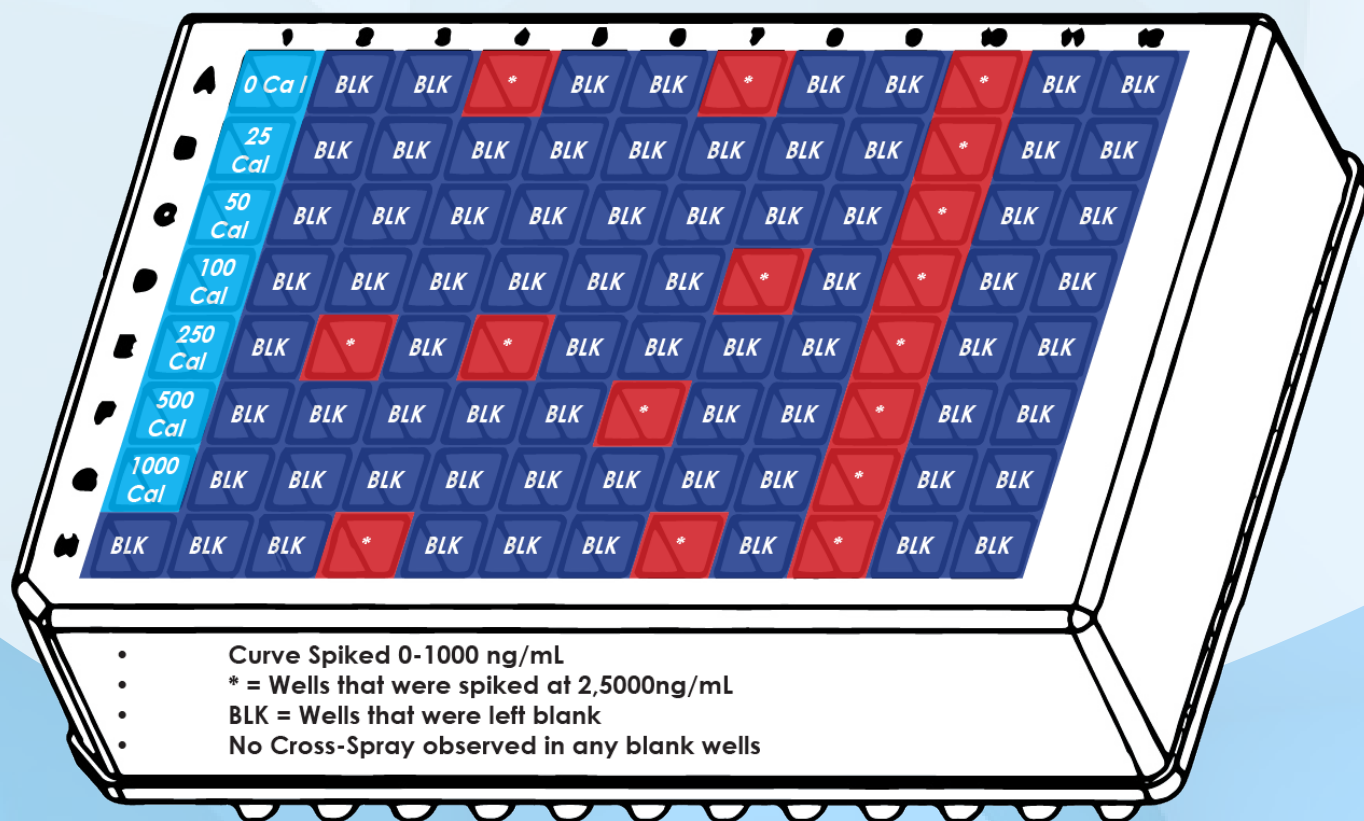 1 2 3 4 5 6 7 10 11 12
A 0 Ca l BLK BLK * BLK BLK * BLK BLK * BLK BLK
25 Cal BLK BLK BLK BLK BLK BLK BLK BLK * BLK BLK
50 Cal BLK BLK BLK BLK BLK BLK BLK BLK * BLK BLK
D 100 Cal BLK BLK BLK BLK BLK BLK * BLK * BLK BLK
E 250 Cal BLK * BLK * BLK BLK BLK BLK * BLK BLK
F 500 Cal BLK BLK BLK BLK BLK * BLK BLK * BLK BLK
1000 Cal BLK BLK BLK BLK BLK BLK BLK BLK * BLK BLK
H BLK BLK BLK * BLK BLK BLK * BLK * BLK BLK
• Curve Spiked 0-1000 ng/mL
• * = Wells that were spiked at 2,5000ng/mL
• BLK = Wells that were left blank
• No Cross-Spray observed in any blank wells